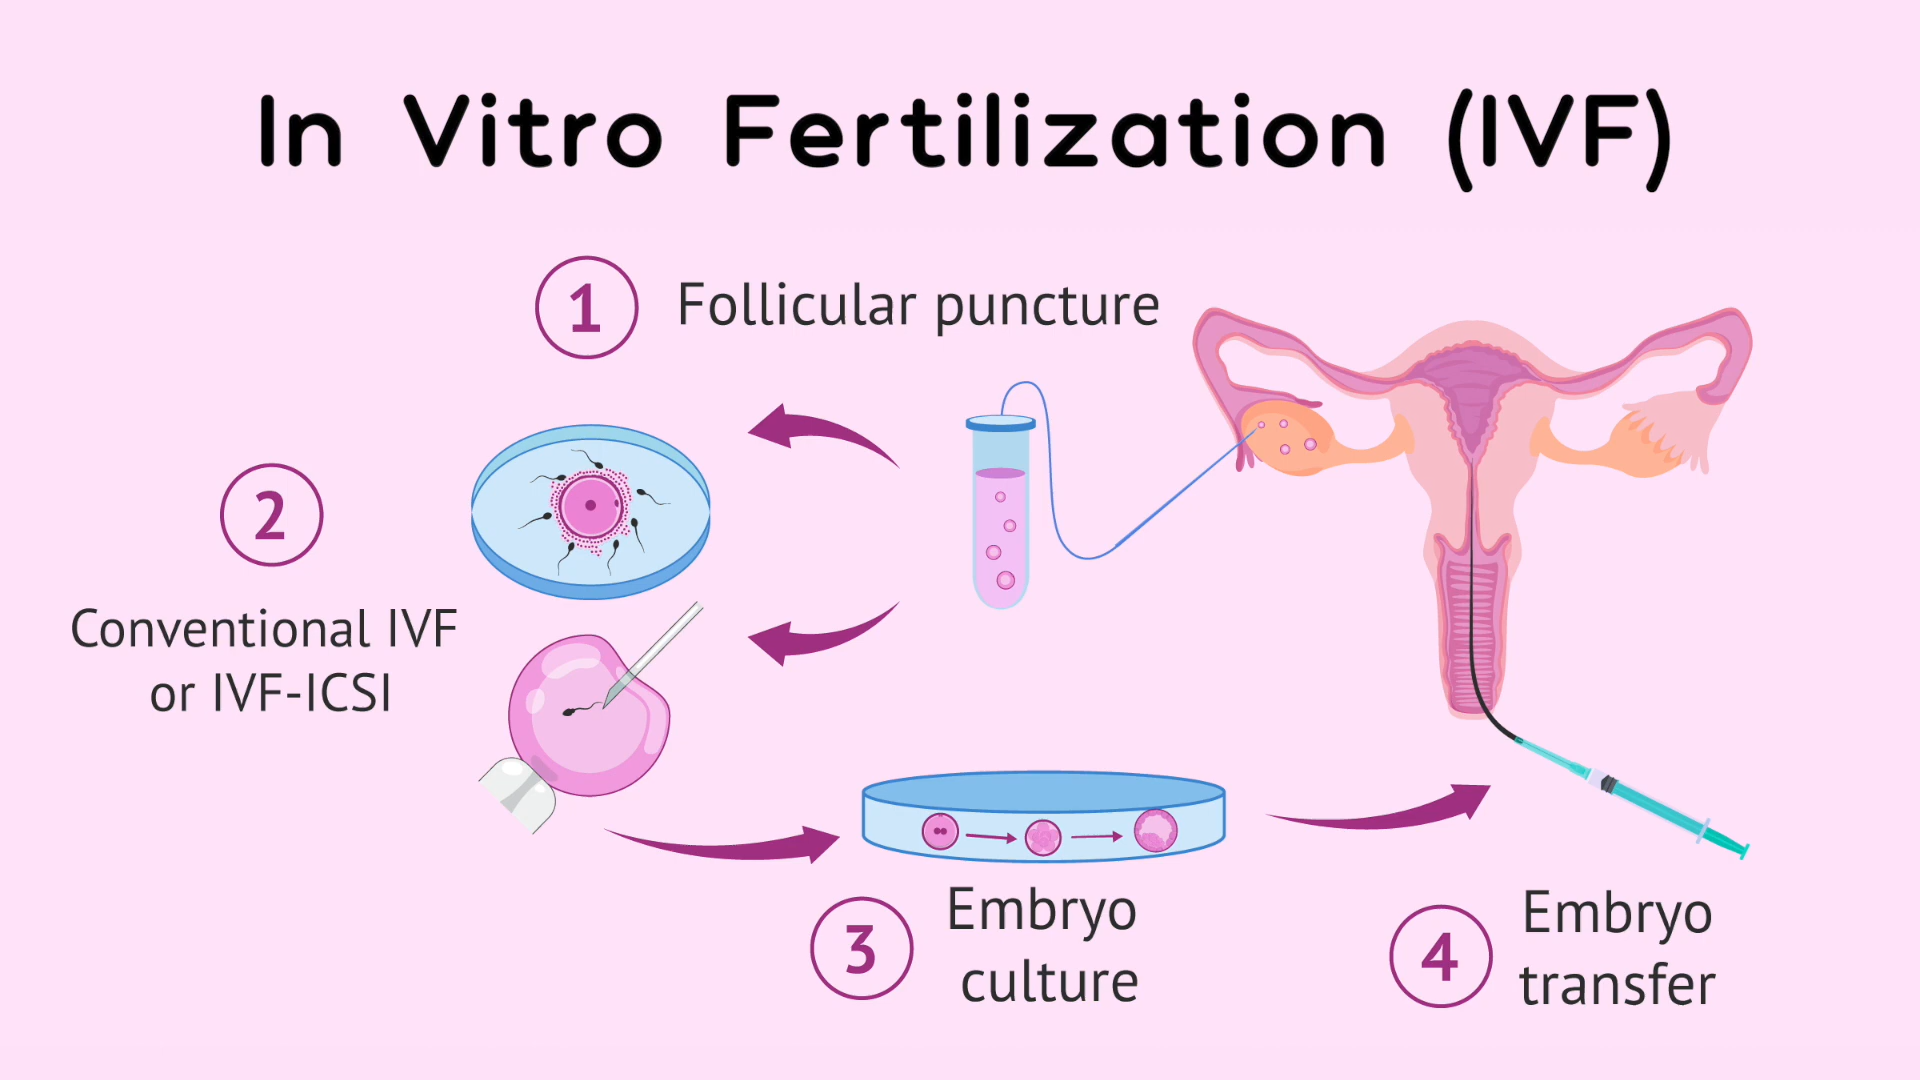 In Vitro Fertilization (IVF)
1 Follicular puncture
2
Conventional IVF
or IVF-ICSI
3
Embryo
culture
4
Embryo
transfer